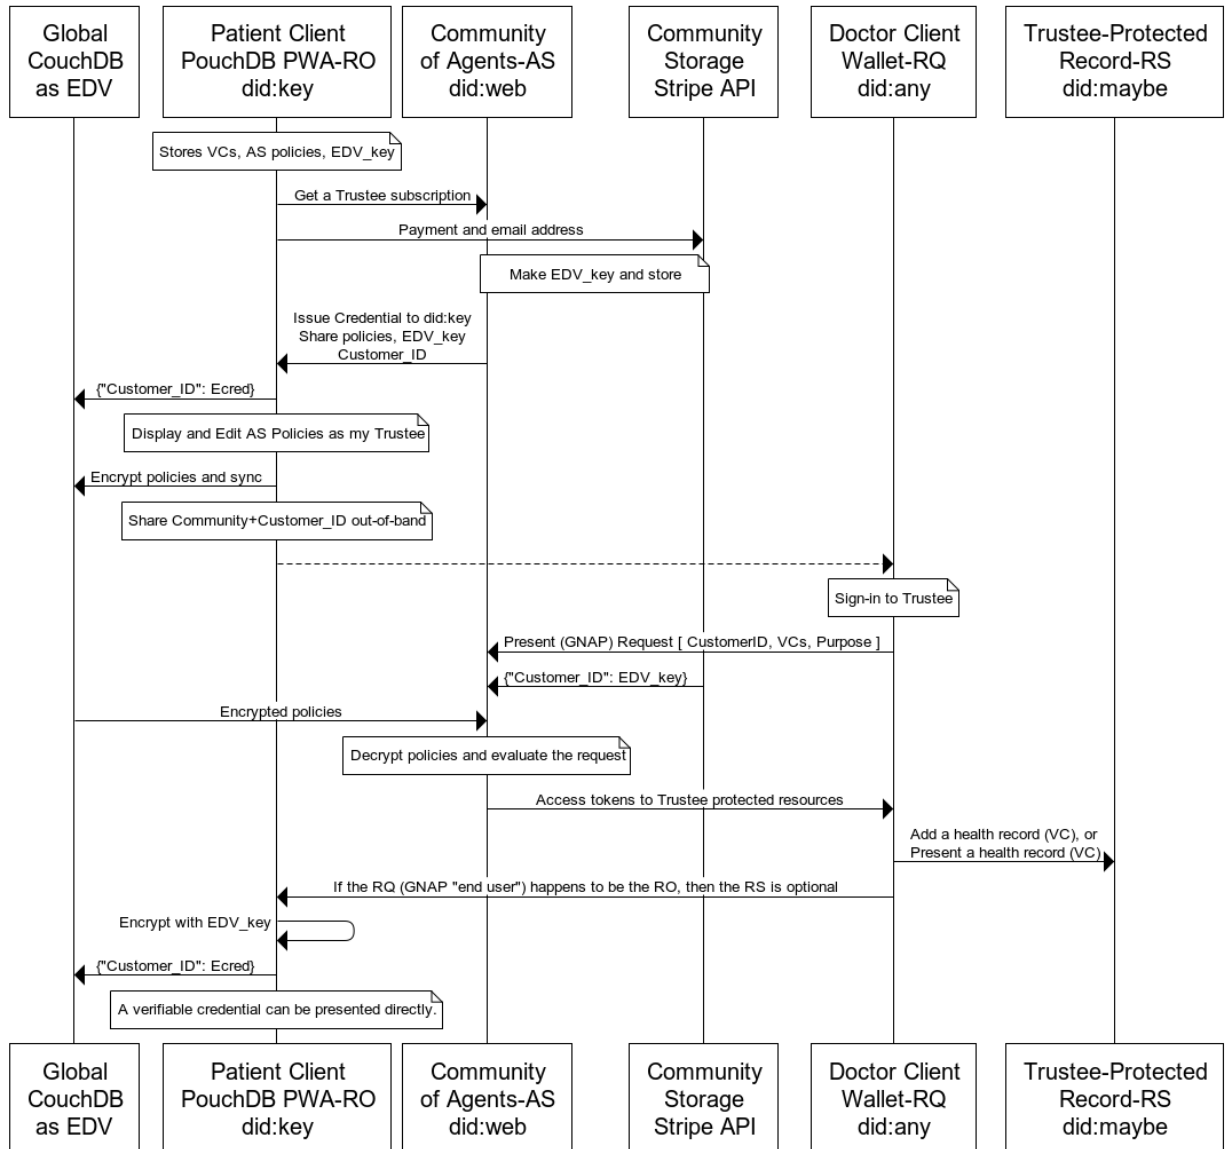 Global
CouchDB
as EDV
Patient Client
PouchDB PWA-RO
did:key
Community
of Agents-AS
did:web
Community
Storage
Stripe API
Doctor Client
Wallet-RQ
did:any
Trustee-Protected
Record-RS
did:maybe
Stores VCs, AS policies, EDV_key
Get a Trustee subscription
Payment and email address
Make EDV_key and store
Issue Credential to did:key
Share policies, EDV_key
Customer_ID
{"Customer_ID": Ecred}
Display and Edit AS Policies as my Trustee
Encrypt policies and sync
Share Community+Customer_ID out-of-band
Sign-in to Trustee
Present (GNAP) Request [ CustomerID, VCs, Purpose ]
{"Customer_ID": EDV_key}
Encrypted policies
Decrypt policies and evaluate the request
Access tokens to Trustee protected resources
Add a health record (VC), or
Present a health record (VC)
If the RQ (GNAP "end user") happens to be the RO, then the RS is optional
Encrypt with EDV_key
{"Customer_ID": Ecred}
A verifiable credential can be presented directly.
Global
CouchDB
as EDV
Patient Client
PouchDB PWA-RO
did:key
Community
of Agents-AS
did:web
Community
Storage
Stripe API
Doctor Client
Wallet-RQ
did:any
Trustee-Protected
Record-RS
did:maybe